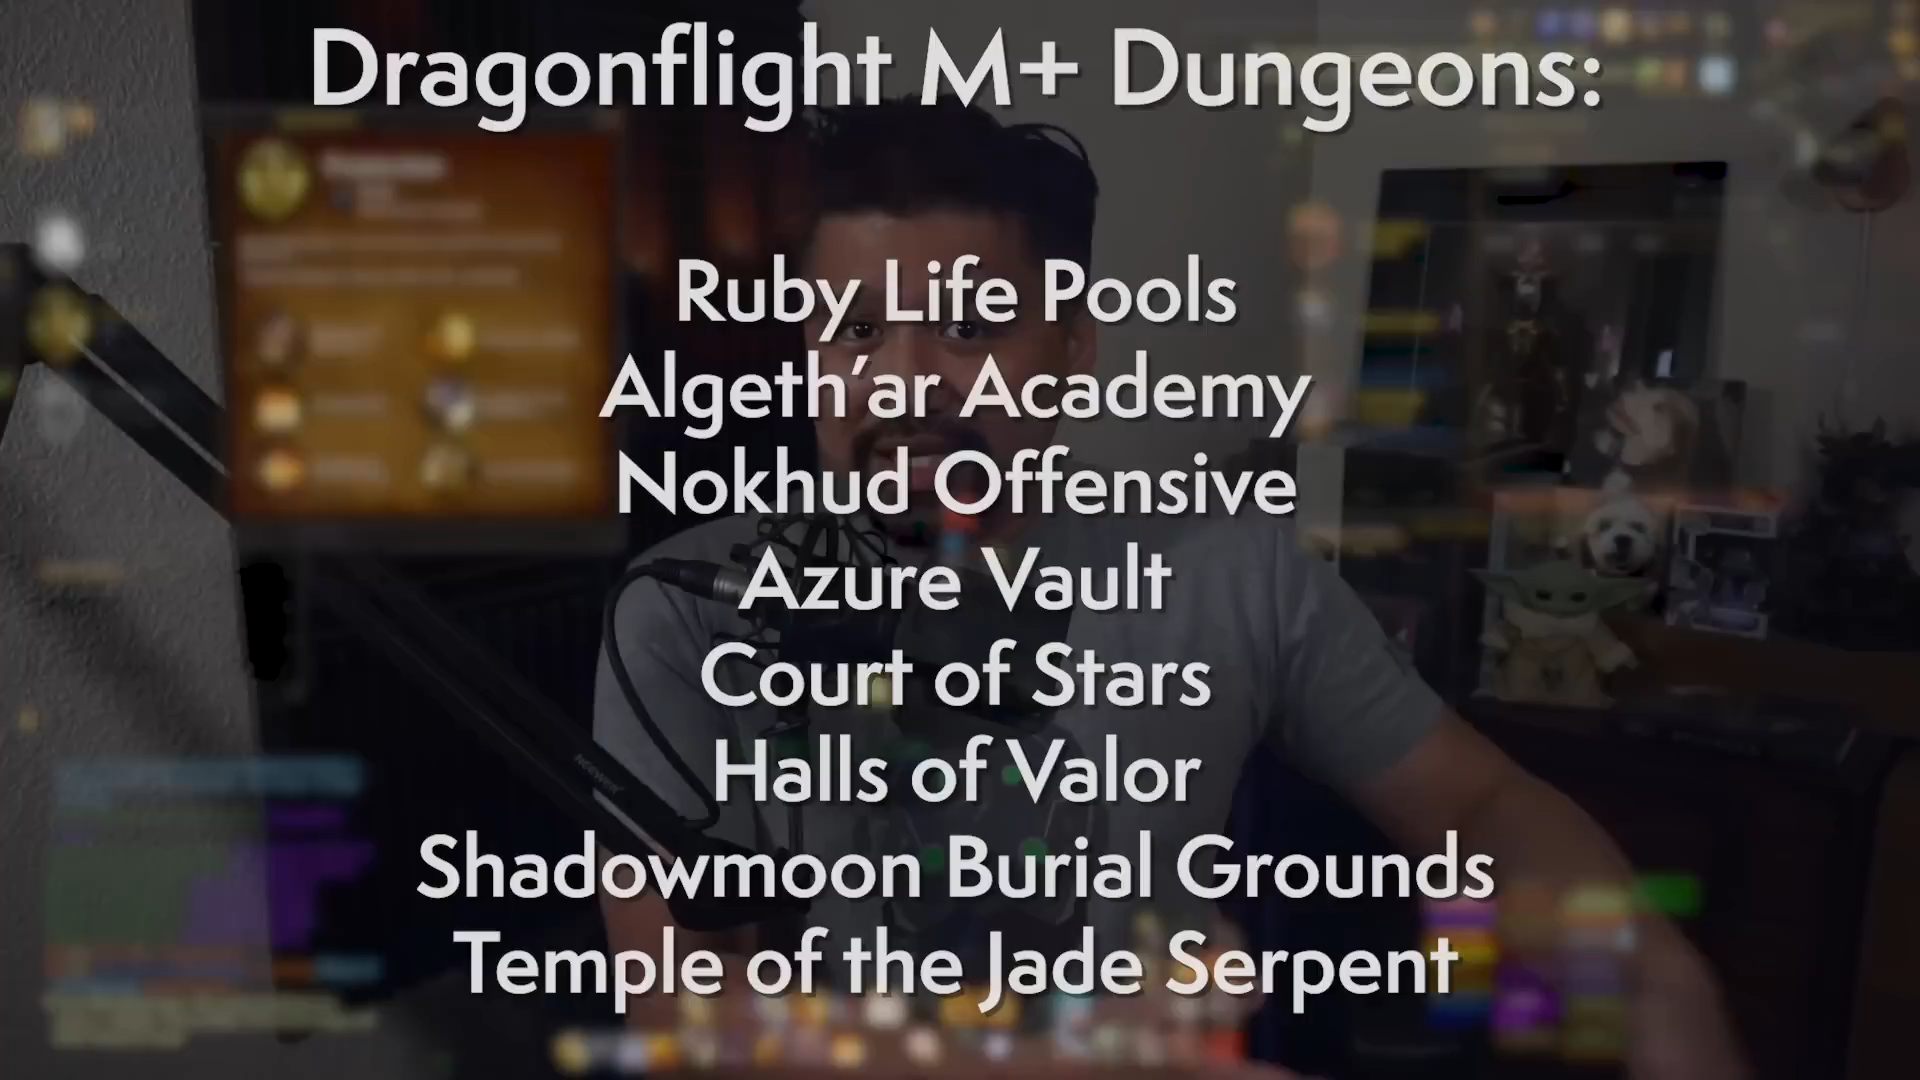 Dragonflight M+ Dungeons:
Ruby Life Pools
Algeth'ar Academy
Nokhud Offensive
Azure Vault
Court of Stars
Halls of Valor
Shadowmoon Burial Grounds
Temple of the Jade Serpent
NEEWER